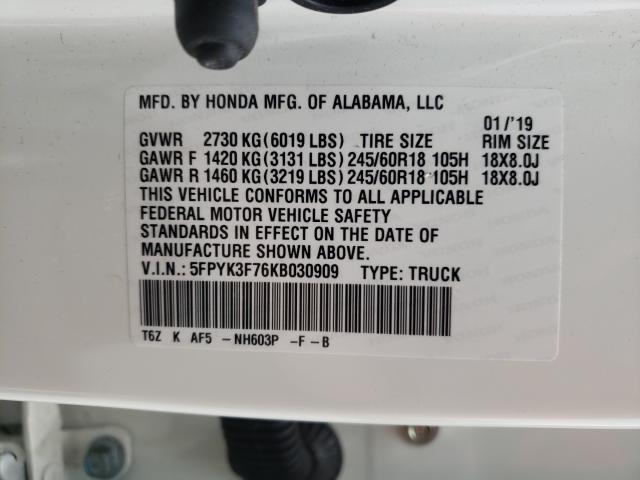 MFD. BY HONDA MFG. OF ALABAMA, LLC
01/'19
GVWR 2730 KG(6019 LBS) TIRE SIZE RIM SIZE
GAWR F 1420 KG(3131 LBS) 245/60R18 105H 18X8.0J
GAWR R 1460 KG(3219 LBS) 245/60R18 105H 18X8.0J
THIS VEHICLE CONFORMS TO ALL APPLICABLE
FEDERAL MOTOR VEHICLE SAFETY
STANDARDS IN EFFECT ON THE DATE OF
MANUFACTURE SHOWN ABOVE.
V.I.N.: 5FPYK3F76KB030909 TYPE: TRUCK
T6Z K AF5 -NH603P -F-B